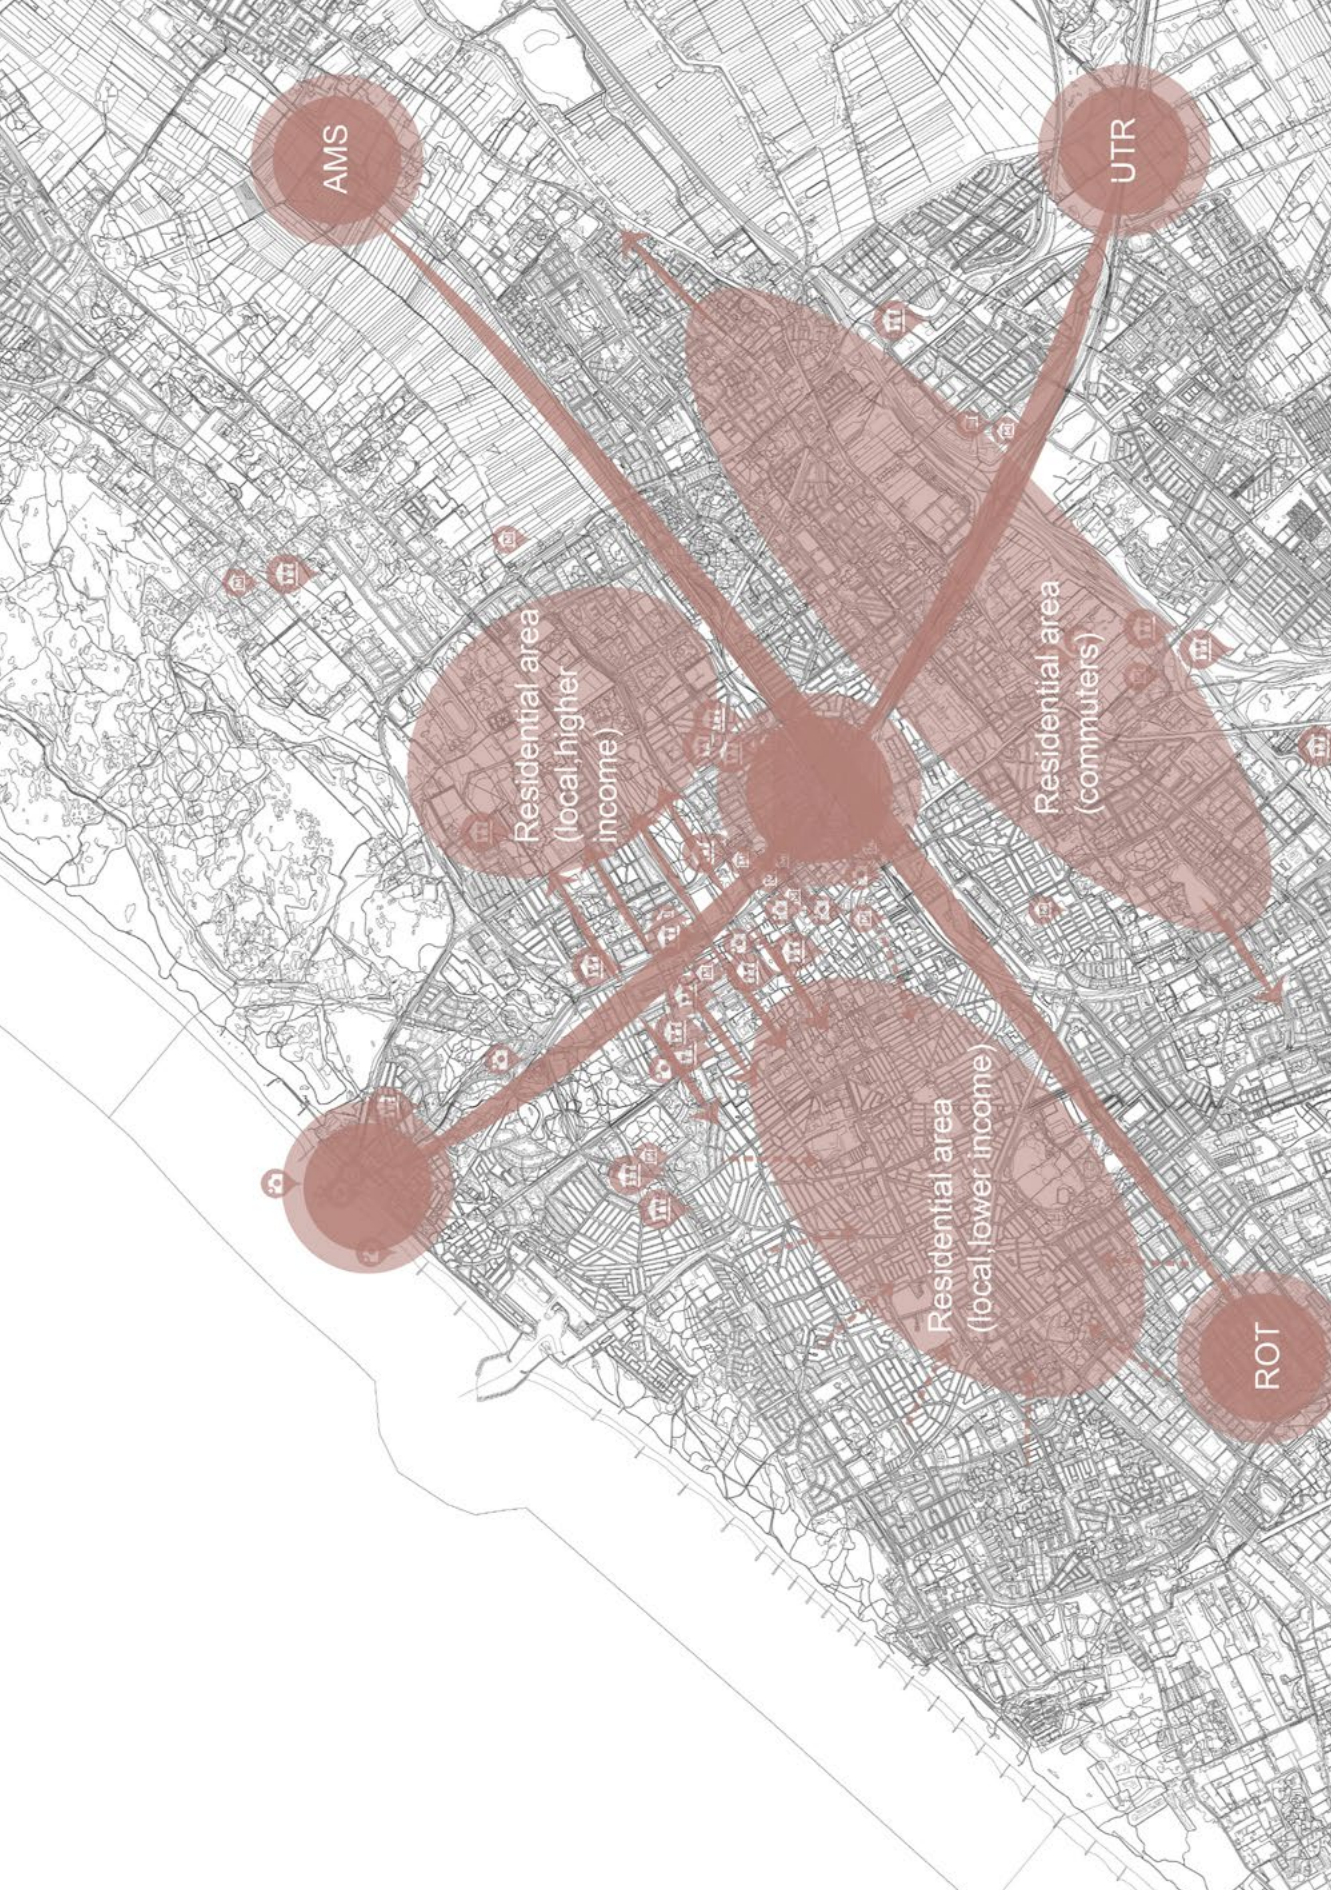 AMS
UTR
Residential area
(local,higher
income)
Residential area
(commuters)
Residential area
(local,lower income)
ROT